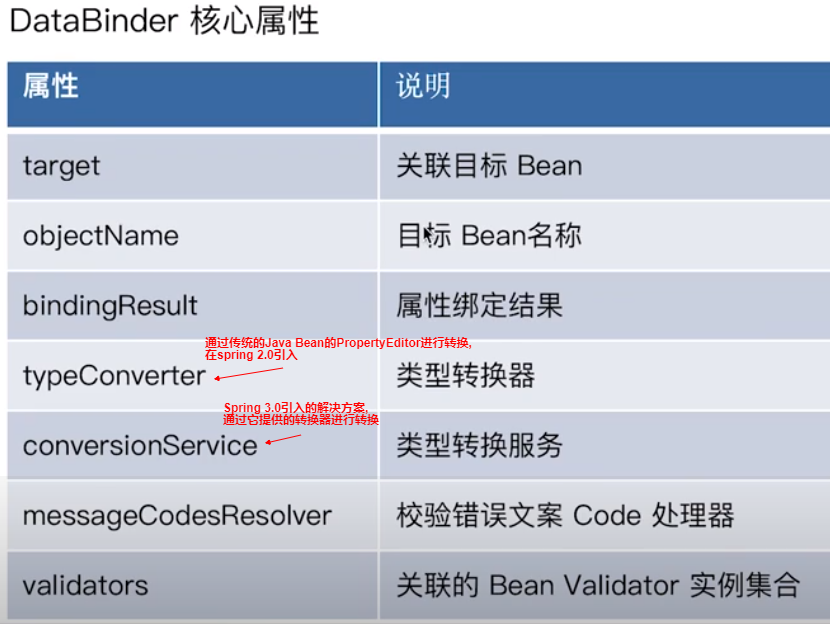 DataBinder 核心属性
属性 说明
target 关联目标 Bean
objectName 目标 Bean名称
bindingResult 属性绑定结果
通过传统的Java Bean的PropertyEditor进行转换,
在spring 2.0引入
typeConverter 类型转换器
Spring 3.0引入的解决方案,
通过它提供的转换器进行转换
conversionService 类型转换服务
messageCodesResolver 校验错误文案 Code 处理器
validators 关联的 Bean Validator 实例集合